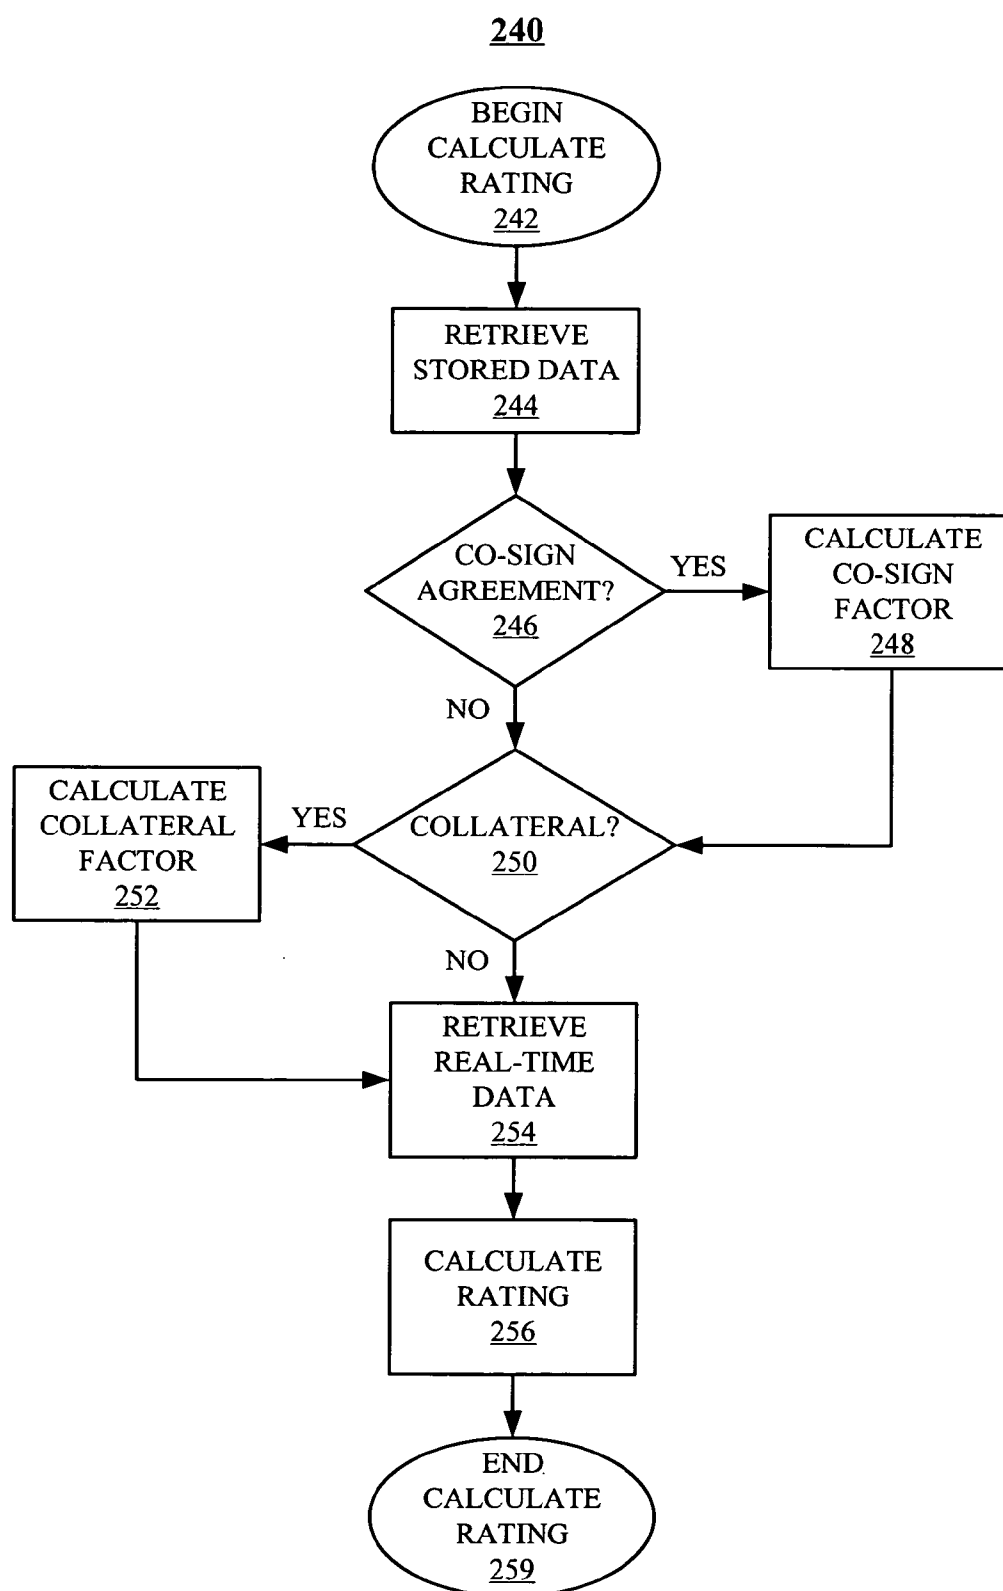 240
BEGIN
CALCULATE
RATING
242
RETRIEVE
STORED DATA
244
CO-SIGN
AGREEMENT?
246
YES
CALCULATE
CO-SIGN
FACTOR
248
NO
CALCULATE
COLLATERAL
FACTOR
252
YES
COLLATERAL?
250
NO
RETRIEVE
REAL-TIME
DATA
254
CALCULATE
RATING
256
END
CALCULATE
RATING
259